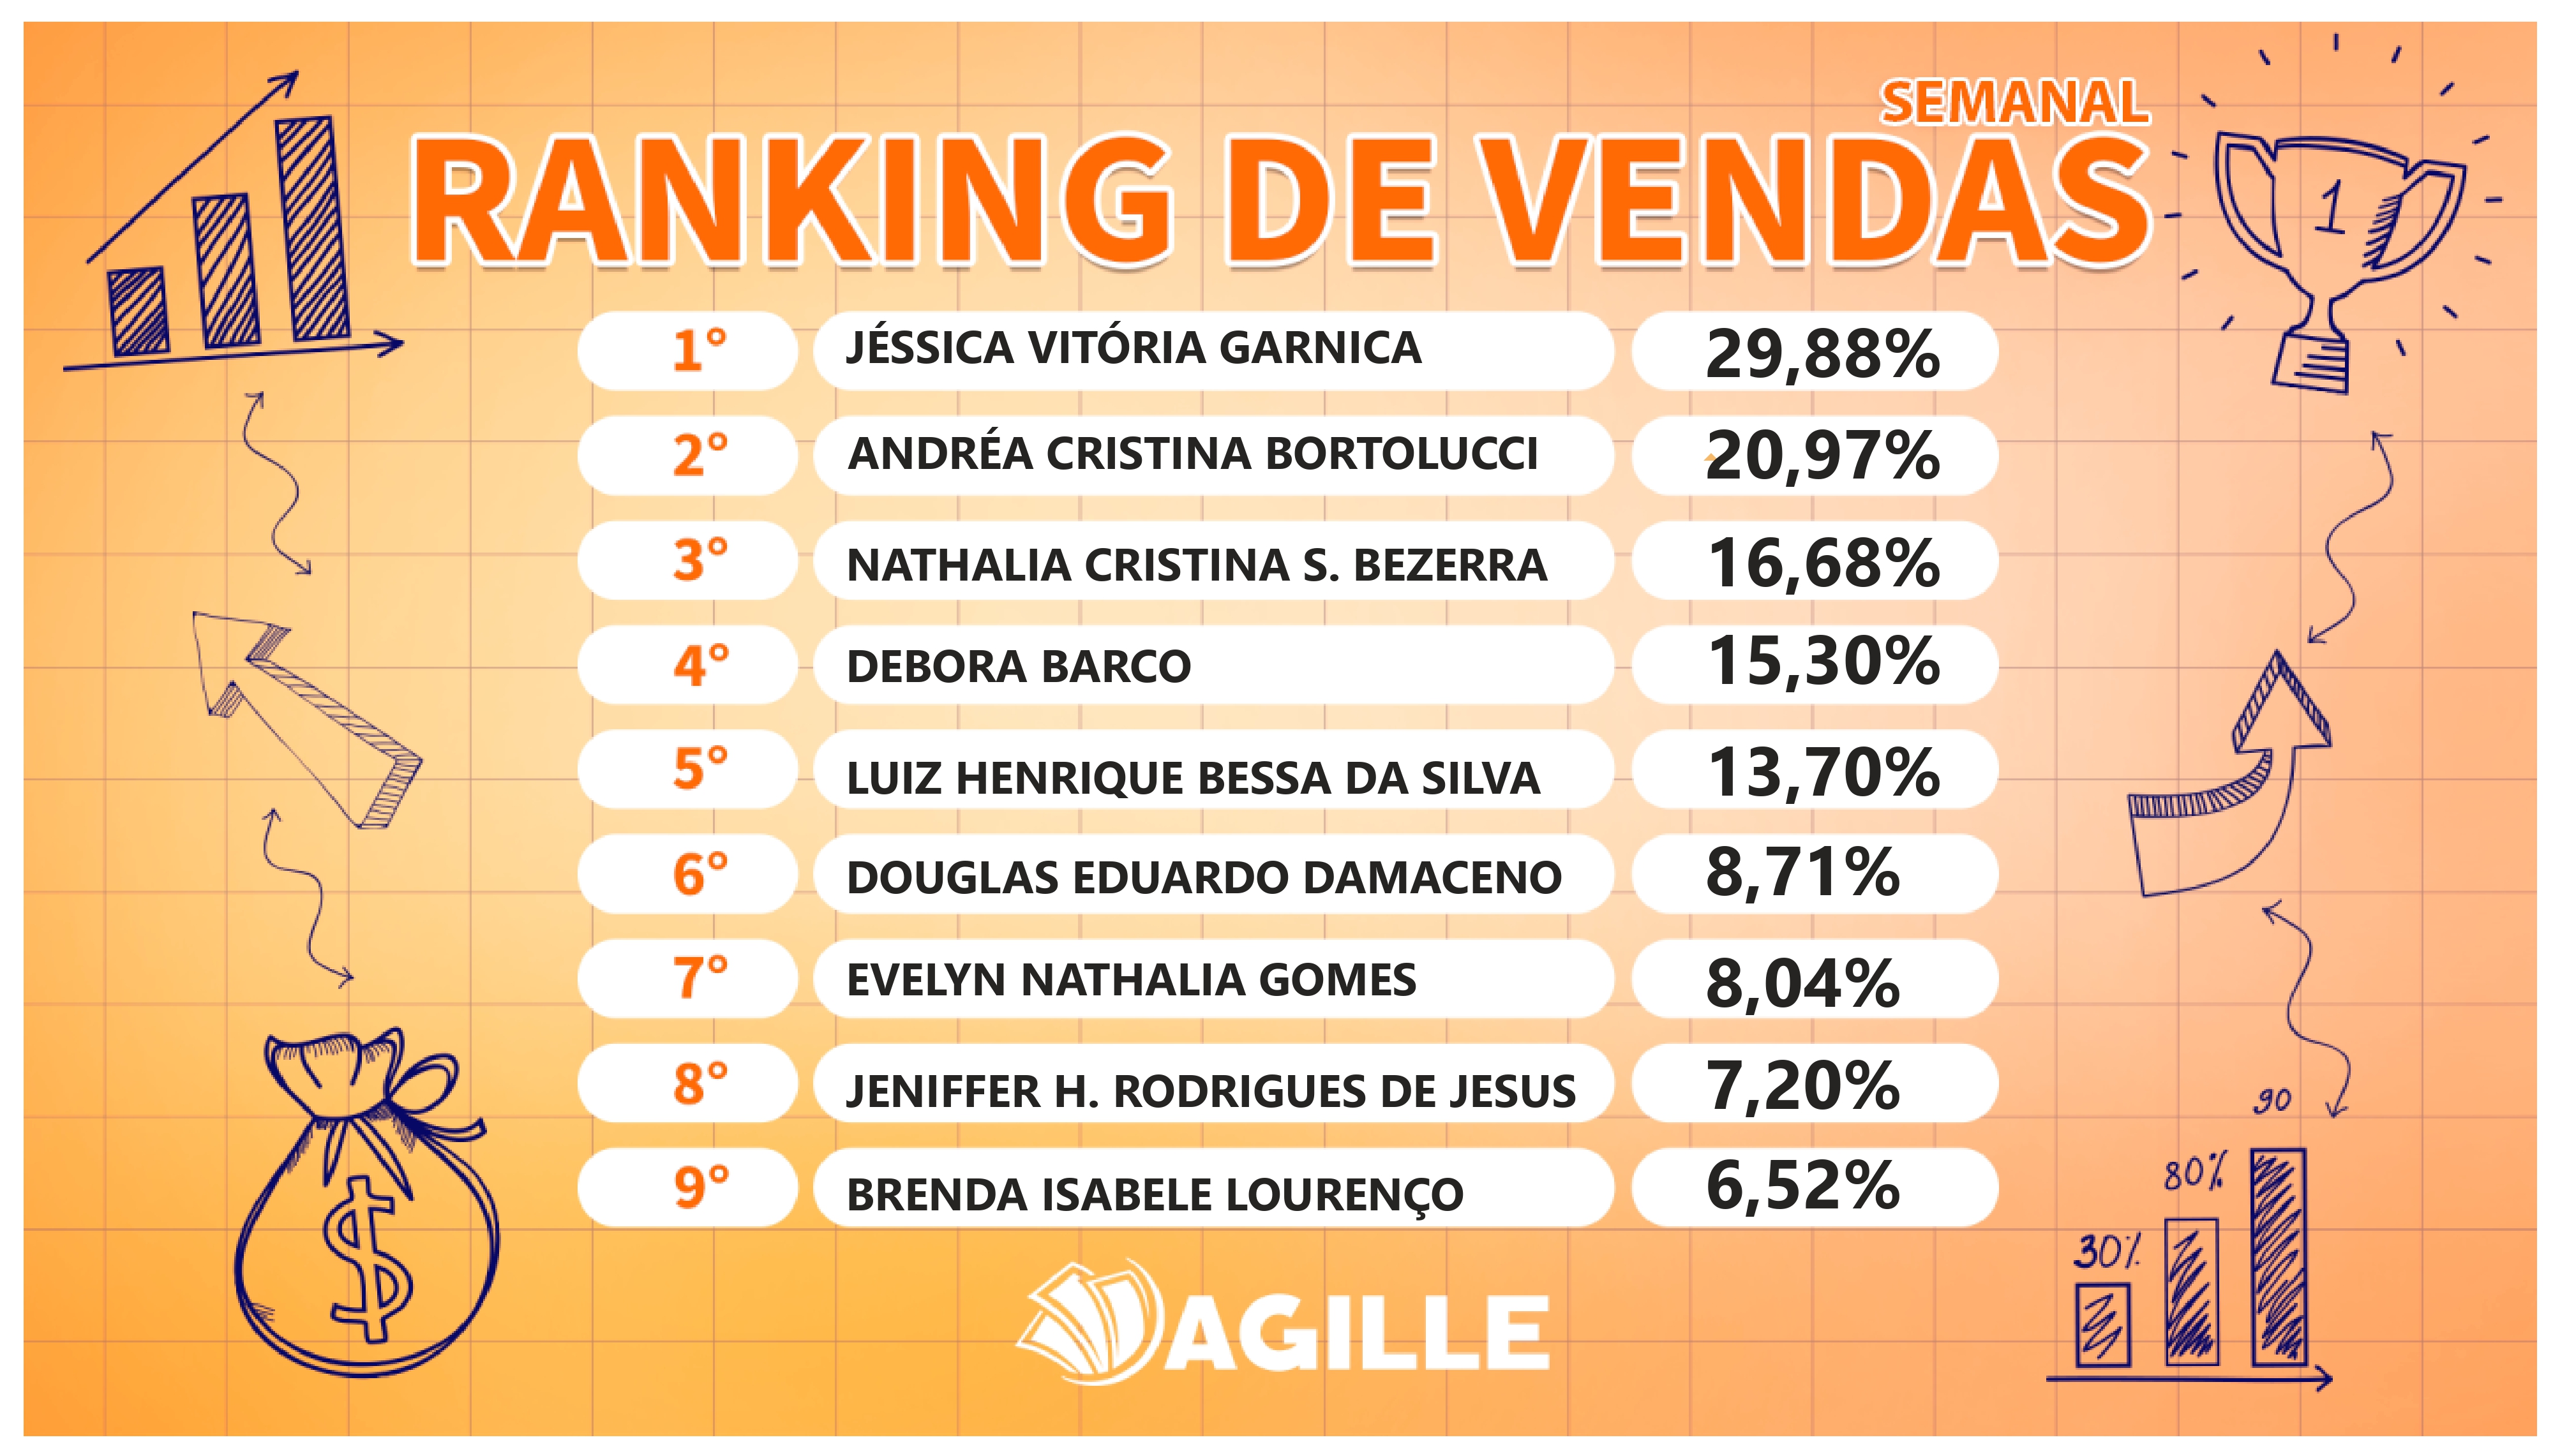 SEMANAL
RANKING DE VENDAS
1
1° JÉSSICA VITÓRIA GARNICA 29,88%
2° ANDRÉA CRISTINA BORTOLUCCI 20,97%
3° NATHALIA CRISTINA S. BEZERRA 16,68%
4° DEBORA BARCO 15,30%
5° LUIZ HENRIQUE BESSA DA SILVA 13,70%
6° DOUGLAS EDUARDO DAMACENO 8,71%
7° EVELYN NATHALIA GOMES 8,04%
8° JENIFFER H. RODRIGUES DE JESUS 7,20%
9° BRENDA ISABELE LOURENÇO 6,52%
$
90
80%
30%
AGILLE